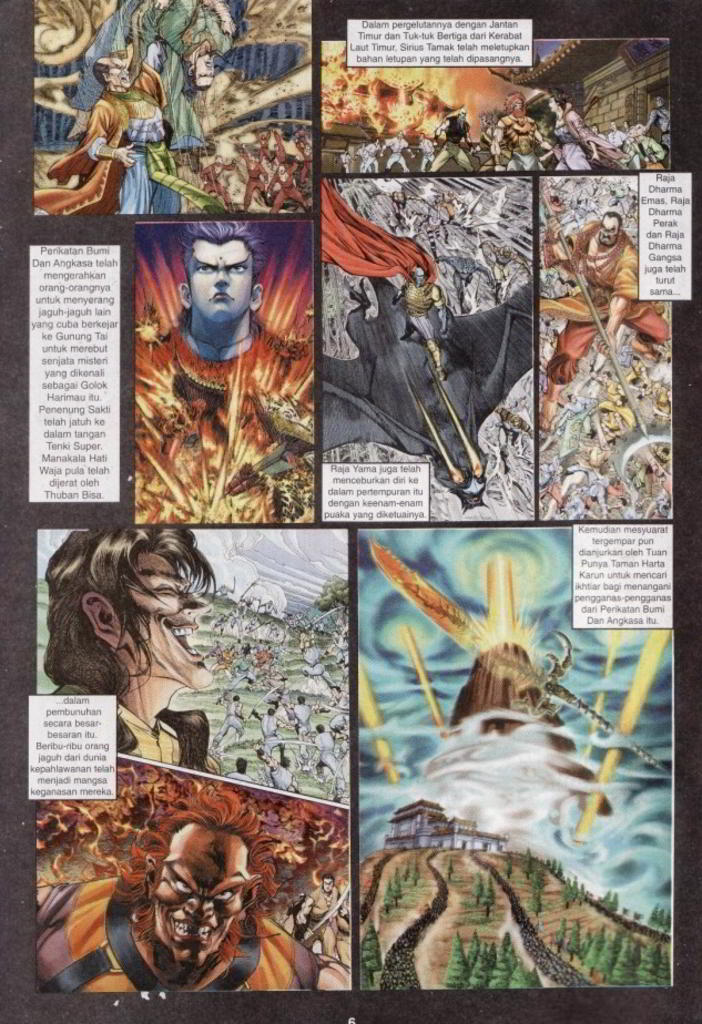 Dalam pergelutannya dengan Jantan
Timur dan Tuk-tuk Bertiga dari Kerabat
Laut Timur, Sirius Tamak telah meletupkan
bahan letupan yang telah dipasangnya.
Perikatan Bumi
Dan Angkasa telah
mengerahkan
orang-orangnya
untuk menyerang
jaguh-jaguh lain
yang cuba berkejar
ke Gunung Tai
untuk merebut
senjata misteri
yang dikenali
sebagai Golok
Harimau itu.
Penenung Sakti
telah jatuh ke
dalam tangan
Tenki Super.
Manakala Hati
Waja pula telah
dijerat oleh
Thuban Bisa.
Raja Yama juga telah
menceburkan diri ke
dalam pertempuran itu
dengan keenam-enam
puaka yang diketuainya.
Raja
Dharma
Emas, Raja
Dharma
Perak
dan Raja
Dharma
Gangsa
juga telah
turut
sama...
...dalam
pembunuhan
secara besar-
besaran itu.
Beribu-ribu orang
jaguh dari dunia
kepahlawanan telah
menjadi mangsa
keganasan mereka.
Kemudian mesyuarat
tergempar pun
dianjurkan oleh Tuan
Punya Taman Harta
Karun untuk mencari
ikhtiar bagi menangani
pengganas-pengganas
dari Perikatan Bumi
Dan Angkasa itu.
6